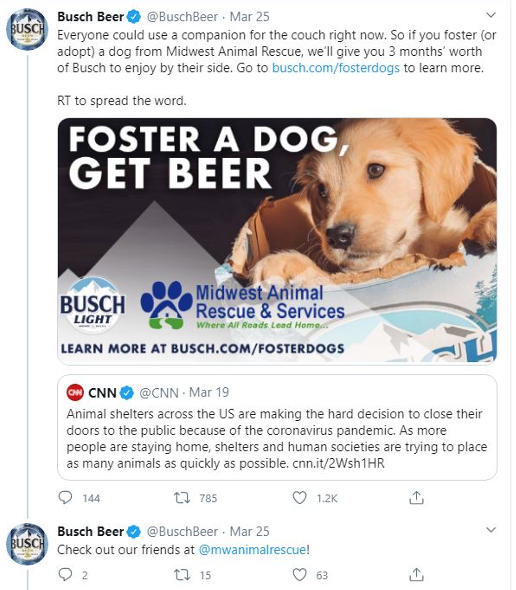 Busch Beer @BuschBeer · Mar 25
Everyone could use a companion for the couch right now. So if you foster (or
adopt) a dog from Midwest Animal Rescue, we'll give you 3 months' worth
of Busch to enjoy by their side. Go to busch.com/fosterdogs to learn more.
RT to spread the word.
FOSTER A DOG,
GET BEER
BUSCH
LIGHT
Midwest Animal
Rescue & Services
Where All Roads Lead Home...
LEARN MORE AT BUSCH.COM/FOSTERDOGS
CNN @CNN · Mar 19
Animal shelters across the US are making the hard decision to close their
doors to the public because of the coronavirus pandemic. As more
people are staying home, shelters and human societies are trying to place
as many animals as quickly as possible. cnn.it/2Wsh1HR
144 785 1.2K
Busch Beer @BuschBeer · Mar 25
Check out our friends at @mwanimalrescue!
2 15 63